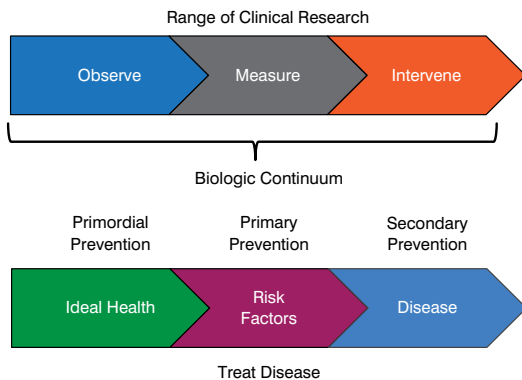 Range of Clinical Research
Observe
Measure
Intervene
Biologic Continuum
Primordial
Prevention
Primary
Prevention
Secondary
Prevention
Ideal Health
Risk
Factors
Disease
Treat Disease